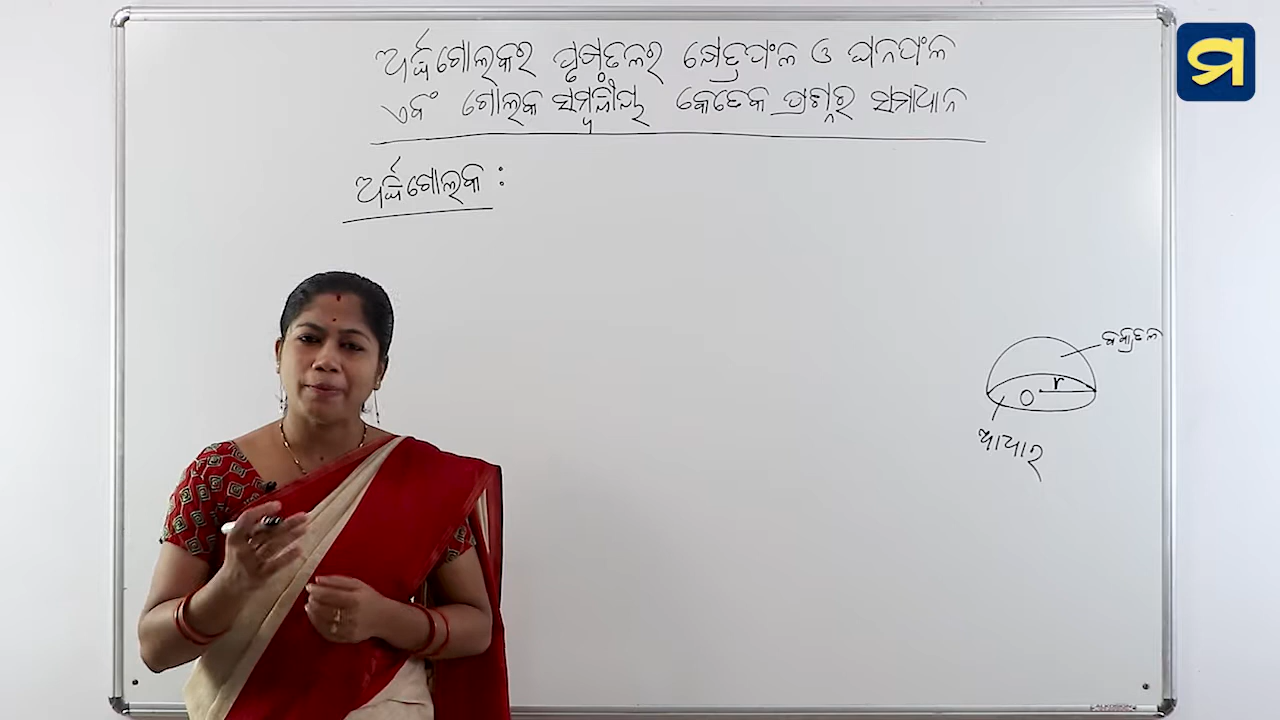 ଅର୍ଦ୍ଧଗୋଲକର ପୃଷ୍ଠତଳର କ୍ଷେତ୍ରଫଳ ଓ ଘନଫଳ
ଏବଂ ଗୋଲକ ସମ୍ବନ୍ଧୀୟ କେତେକ ପ୍ରଶ୍ନର ସମାଧାନ
ଅର୍ଦ୍ଧଗୋଲକ :
ବକ୍ରତଳ
r
O
ଆଧାର
ମ